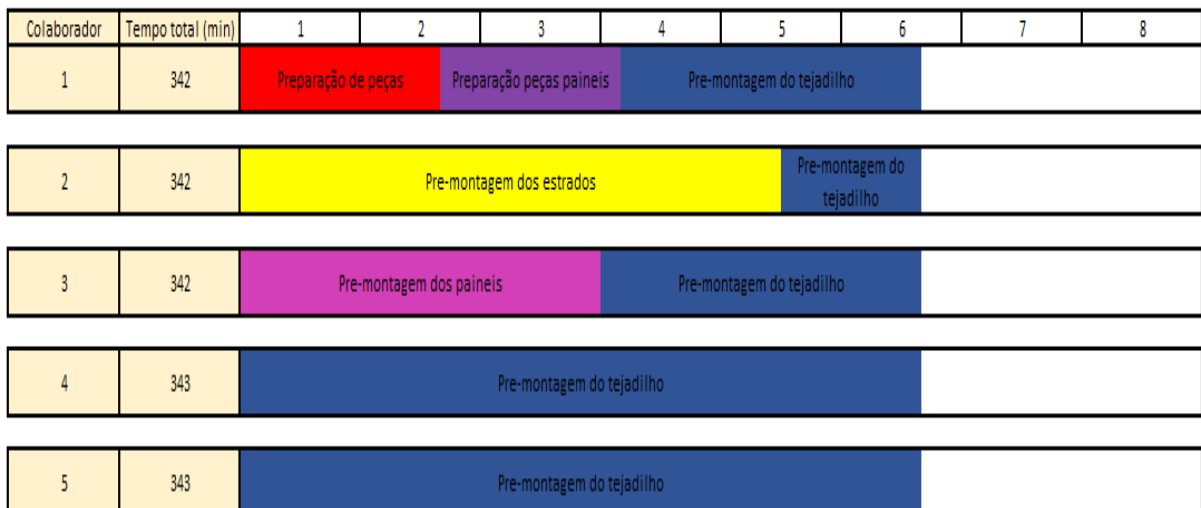 Colaborador Tempo total (min) 1 2 3 4 5 6 7 8
1 342 Preparação de peças Preparação peças paineis Pre-montagem do tejadilho
2 342 Pre-montagem dos estrados Pre-montagem do
tejadilho
3 342 Pre-montagem dos paineis Pre-montagem do tejadilho
4 343 Pre-montagem do tejadilho
5 343 Pre-montagem do tejadilho